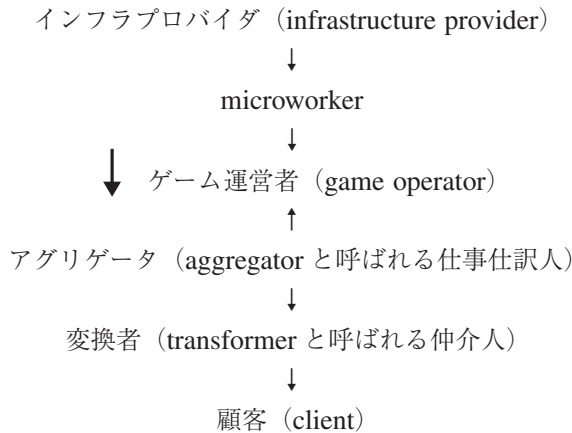 インフラプロバイダ（infrastructure provider）
↓
microworker
↓
↓ ゲーム運営者（game operator）
↑
アグリゲータ（aggregator と呼ばれる仕事仕訳人）
↓
変換者（transformer と呼ばれる仲介人）
↓
顧客（client）